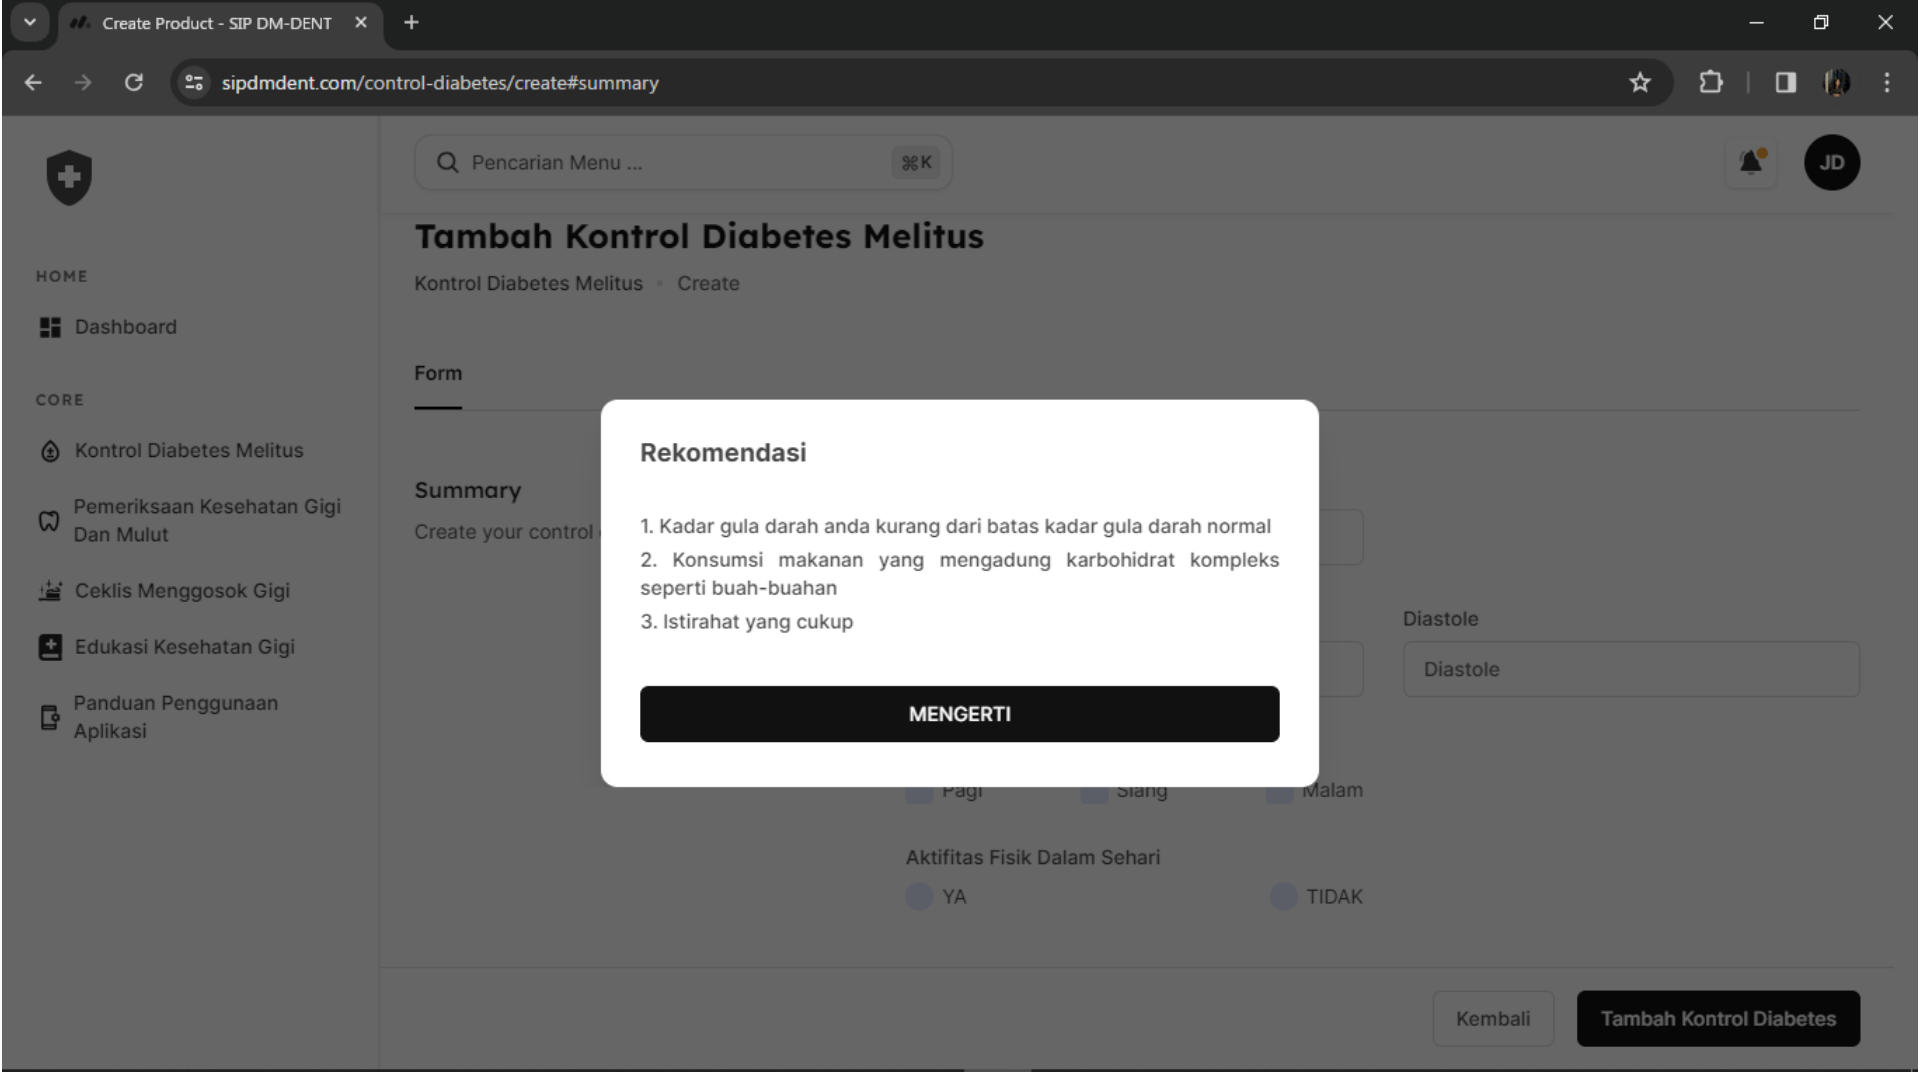 Create Product - SIP DM-DENT
sipdmdent.com/control-diabetes/create#summary
Pencarian Menu ...
⌘K
JD
Tambah Kontrol Diabetes Melitus
Kontrol Diabetes Melitus • Create
HOME
Dashboard
Form
CORE
Kontrol Diabetes Melitus
Pemeriksaan Kesehatan Gigi
Dan Mulut
Ceklis Menggosok Gigi
Edukasi Kesehatan Gigi
Panduan Penggunaan
Aplikasi
Summary
Create your control
Rekomendasi
1. Kadar gula darah anda kurang dari batas kadar gula darah normal
2. Konsumsi makanan yang mengadung karbohidrat kompleks
seperti buah-buahan
3. Istirahat yang cukup
MENGERTI
Diastole
Diastole
Pagi Siang Malam
Aktifitas Fisik Dalam Sehari
YA TIDAK
Kembali
Tambah Kontrol Diabetes